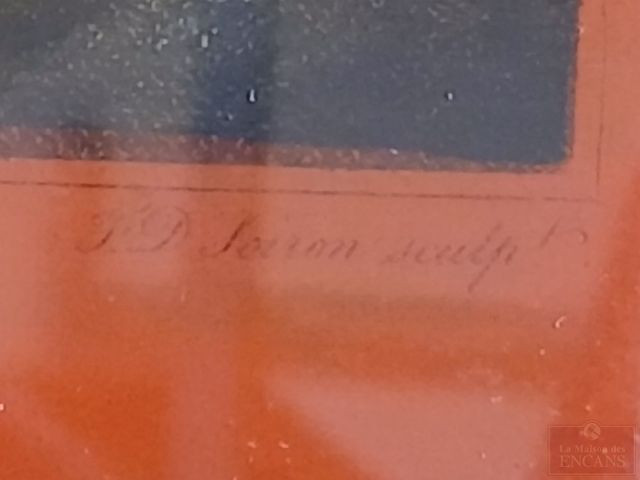 F. D. Soiron sculpt
La Maison des
ENCANS